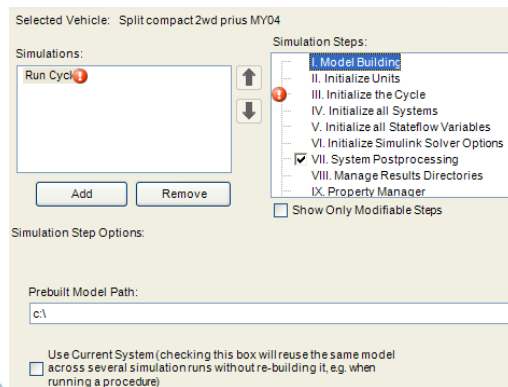 Selected Vehicle: Split compact 2wd prius MY04
Simulations:
Run Cycl
Add
Remove
Simulation Steps:
I. Model Building
II. Initialize Units
III. Initialize the Cycle
IV. Initialize all Systems
V. Initialize all Stateflow Variables
VI. Initialize Simulink Solver Options
VII. System Postprocessing
VIII. Manage Results Directories
IX. Property Manager
Show Only Modifiable Steps
Simulation Step Options:
Prebuilt Model Path:
c:\
Use Current System (checking this box will reuse the same model
across several simulation runs without re-building it, e.g. when
running a procedure)